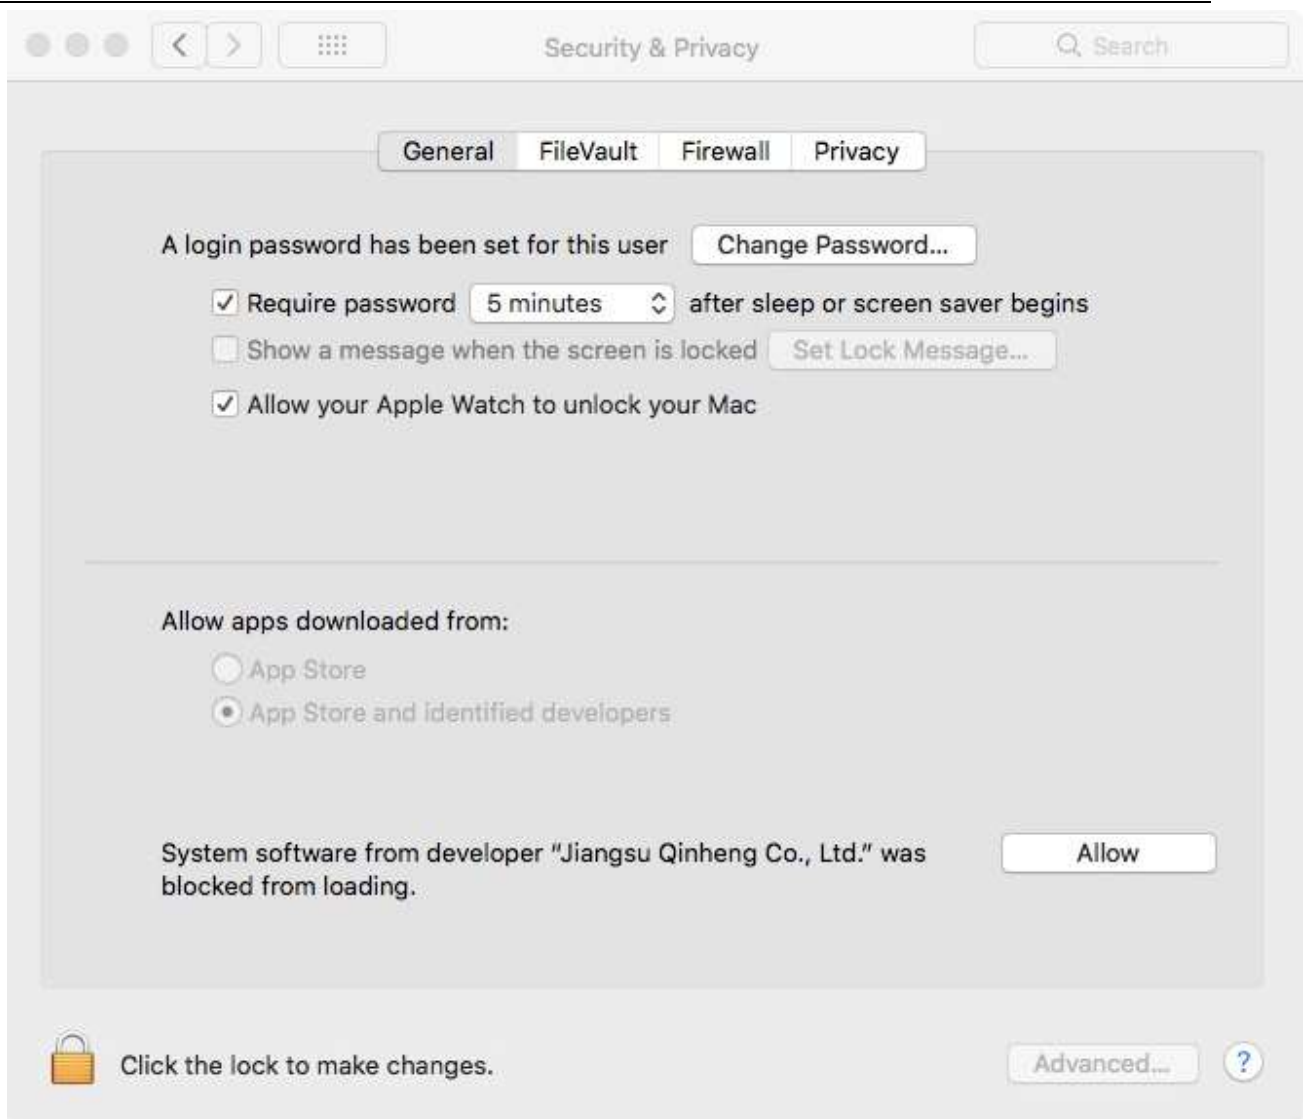 Security & Privacy
Search
General FileVault Firewall Privacy
A login password has been set for this user Change Password...
Require password 5 minutes after sleep or screen saver begins
Show a message when the screen is locked Set Lock Message...
Allow your Apple Watch to unlock your Mac
Allow apps downloaded from:
App Store
App Store and identified developers
System software from developer “Jiangsu Qinheng Co., Ltd.” was
blocked from loading.
Allow
Click the lock to make changes.
Advanced...
?